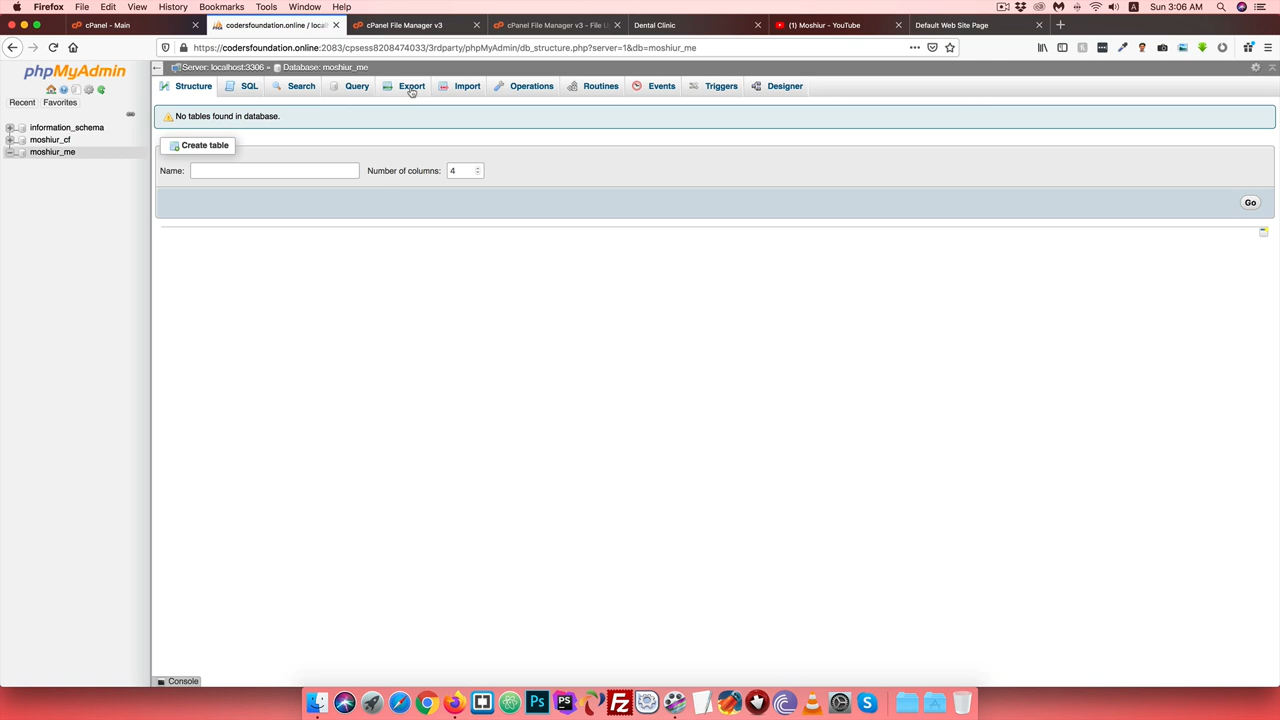 Firefox File Edit View History Bookmarks Tools Window Help Sun 3:06 AM
cPanel - Main codersfoundation.online / local cPanel File Manager v3 cPanel File Manager v3 - File U Dental Clinic (1) Moshiur - YouTube Default Web Site Page
https://codersfoundation.online:2083/cpsess8208474033/3rdparty/phpMyAdmin/db_structure.php?server=1&db=moshiur_me
phpMyAdmin
Server: localhost:3306 » Database: moshiur_me
Structure SQL Search Query Export Import Operations Routines Events Triggers Designer
Recent Favorites
No tables found in database.
information_schema
moshiur_cf
moshiur_me
Create table
Name: Number of columns: 4
Go
Console
Ps PS Fz